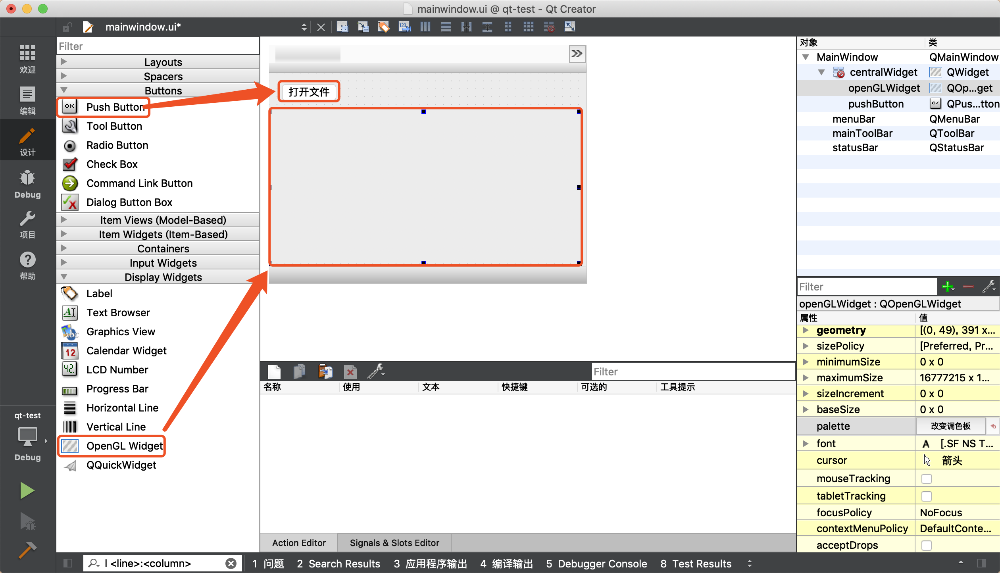 mainwindow.ui @ qt-test - Qt Creator
mainwindow.ui*
欢迎
编辑
设计
Debug
项目
帮助
qt-test
Debug
Filter
Layouts
Spacers
Buttons
OK Push Button
Tool Button
Radio Button
Check Box
Command Link Button
Dialog Button Box
Item Views (Model-Based)
Item Widgets (Item-Based)
Containers
Input Widgets
Display Widgets
Label
AI Text Browser
Graphics View
12 Calendar Widget
42 LCD Number
Progress Bar
Horizontal Line
Vertical Line
OpenGL Widget
QQuickWidget
123
打开文件
Filter
名称 使用 文本 快捷键 可选的 工具提示
Action Editor Signals & Slots Editor
对象 类
MainWindow QMainWindow
centralWidget QWidget
openGLWidget QOp...get
pushButton OK QPus...tton
menuBar QMenuBar
mainToolBar QToolBar
statusBar QStatusBar
Filter
openGLWidget : QOpenGLWidget
属性 值
geometry [(0, 49), 391 x...
sizePolicy [Preferred, Pr...
minimumSize 0 x 0
maximumSize 16777215 x 1...
sizeIncrement 0 x 0
baseSize 0 x 0
palette 改变调色板
font A [.SF NS T...
cursor 箭头
mouseTracking
tabletTracking
focusPolicy NoFocus
contextMenuPolicy DefaultConte...
acceptDrops
l <line>:<column>
1 问题 2 Search Results 3 应用程序输出 4 编译输出 5 Debugger Console 8 Test Results